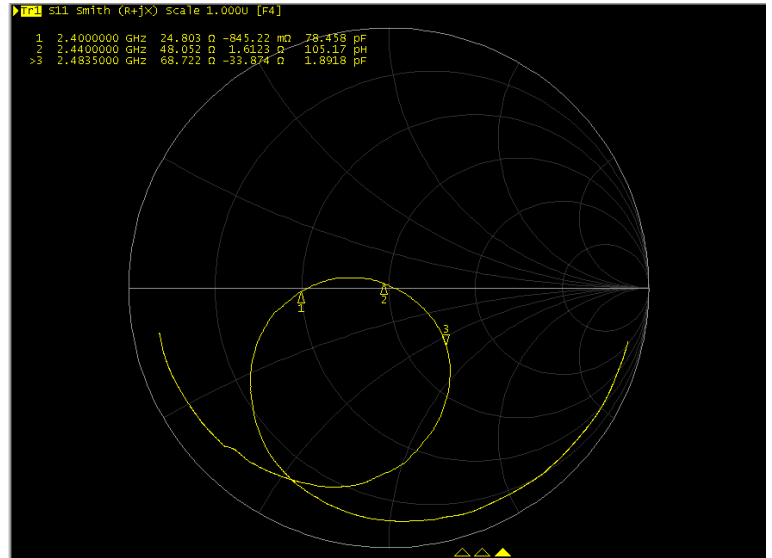 Tr1 S11 Smith (R+jX) Scale 1.000U [F4]
1 2.4000000 GHz 24.803 Ω -845.22 mΩ 78.458 pF
2 2.4400000 GHz 48.052 Ω 1.6123 Ω 105.17 pH
>3 2.4835000 GHz 68.722 Ω -33.874 Ω 1.8918 pF
3
1
2